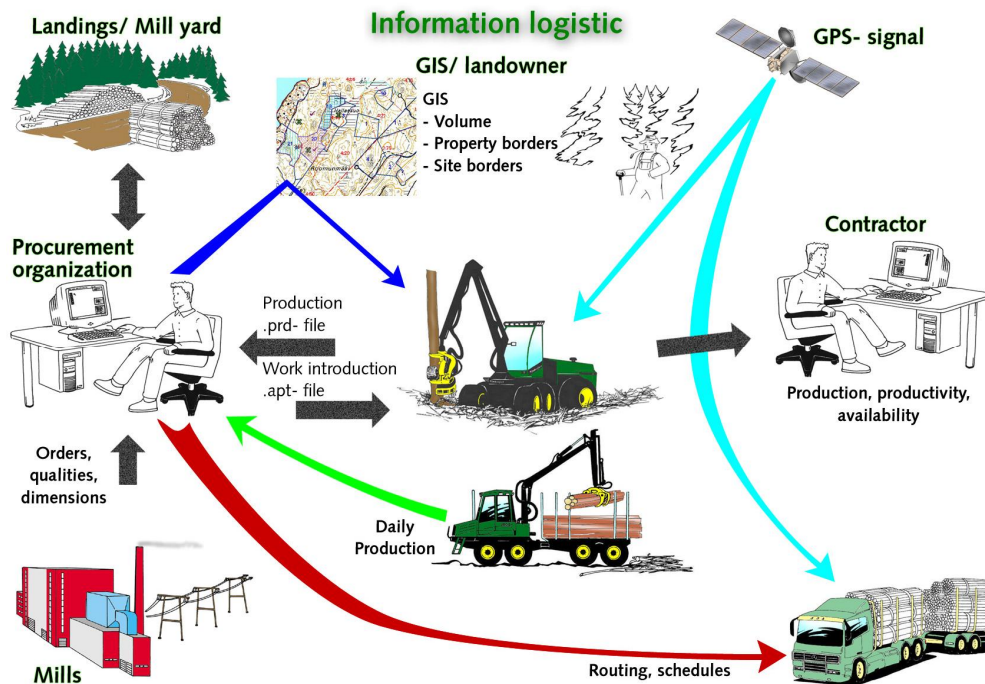 Information logistic
Landings/ Mill yard
GIS/ landowner
GPS- signal
GIS
- Volume
- Property borders
- Site borders
Procurement
organization
Contractor
Production
.prd- file
Work introduction
.apt- file
Production, productivity,
availability
Orders,
qualities,
dimensions
Daily
Production
Mills
Routing, schedules